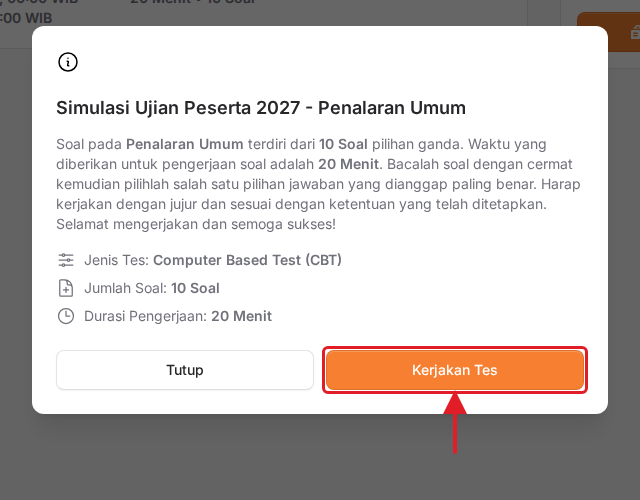 :00 WIB
Simulasi Ujian Peserta 2027 - Penalaran Umum
Soal pada Penalaran Umum terdiri dari 10 Soal pilihan ganda. Waktu yang
diberikan untuk pengerjaan soal adalah 20 Menit. Bacalah soal dengan cermat
kemudian pilihlah salah satu pilihan jawaban yang dianggap paling benar. Harap
kerjakan dengan jujur dan sesuai dengan ketentuan yang telah ditetapkan.
Selamat mengerjakan dan semoga sukses!
Jenis Tes: Computer Based Test (CBT)
Jumlah Soal: 10 Soal
Durasi Pengerjaan: 20 Menit
Tutup
Kerjakan Tes